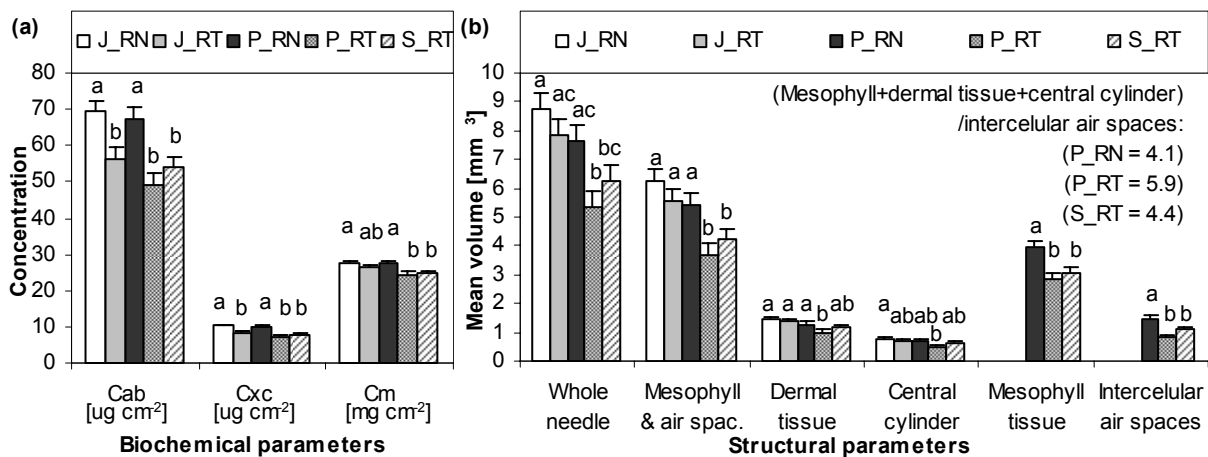 (a)
J_RN J_RT P_RN P_RT S_RT
80
70
60
50
40
30
20
10
0
Concentration
a b a b b
a b a b b
a ab a b b
Cab Cxc Cm
[ug cm-2] [ug cm-2] [mg cm-2]
Biochemical parameters
(b)
J_RN J_RT P_RN P_RT S_RT
10
9
8
7
6
5
4
3
2
1
0
Mean volume [mm 3]
a ac ac b bc
a a a b b
a a a b ab
a ab ab b ab
a b b
a b b
(Mesophyll+dermal tissue+central cylinder)
/intercelular air spaces:
(P_RN = 4.1)
(P_RT = 5.9)
(S_RT = 4.4)
Whole Mesophyll Dermal Central Mesophyll Intercelular
needle & air spac. tissue cylinder tissue air spaces
Structural parameters